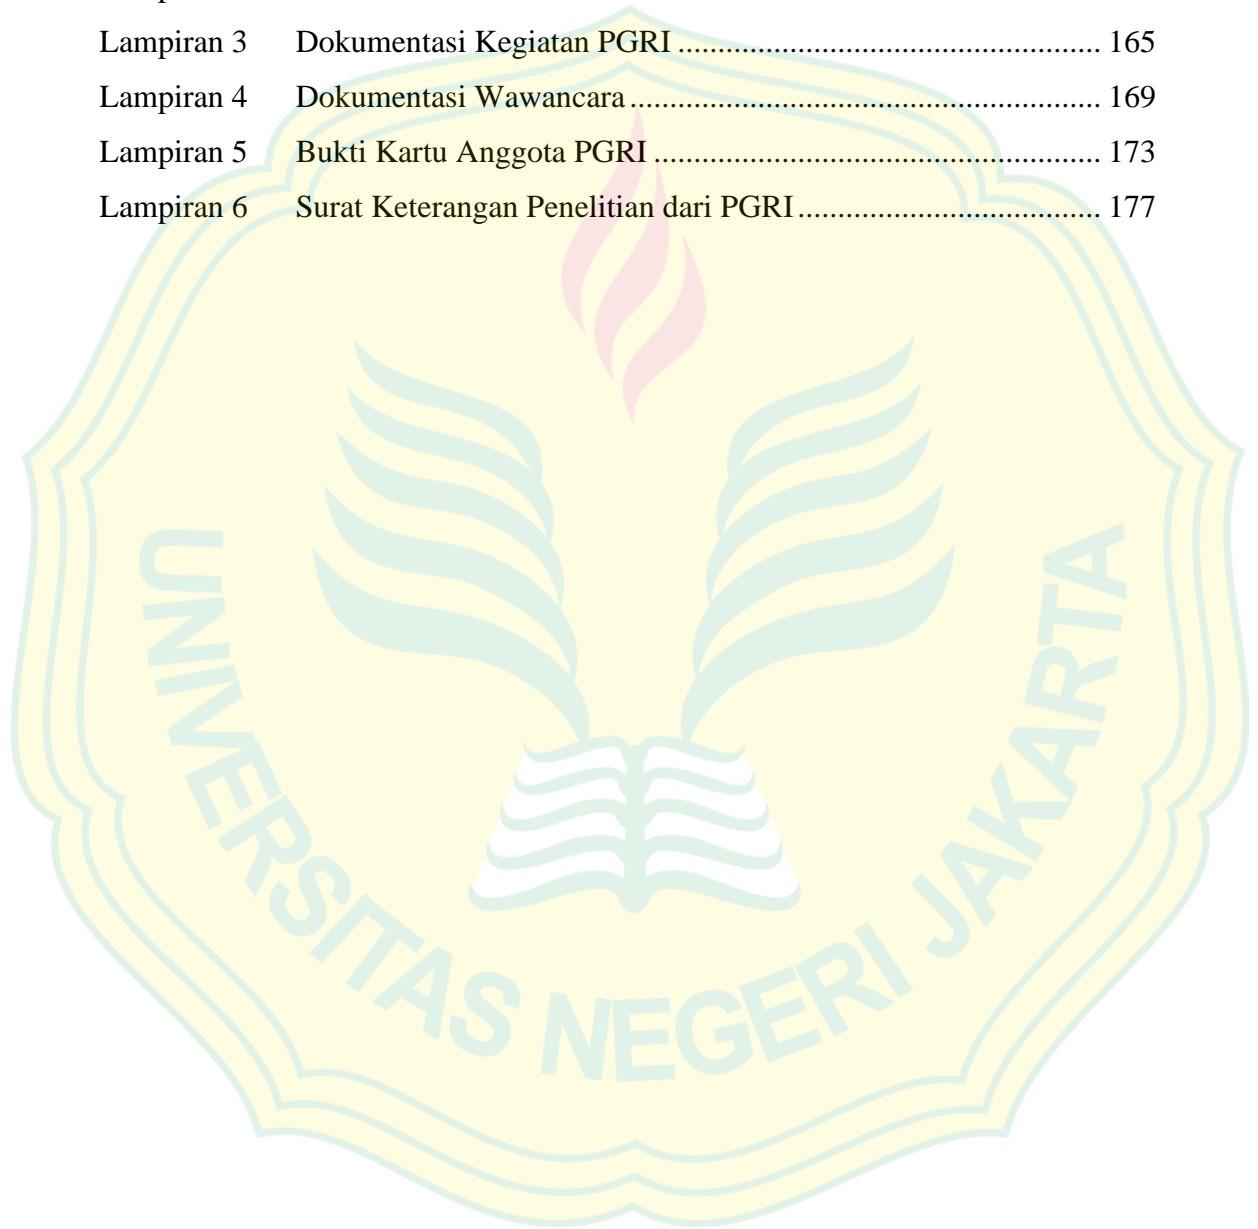 Lampiran 3 Dokumentasi Kegiatan PGRI .................................................... 165
Lampiran 4 Dokumentasi Wawancara .......................................................... 169
Lampiran 5 Bukti Kartu Anggota PGRI ....................................................... 173
Lampiran 6 Surat Keterangan Penelitian dari PGRI ..................................... 177
UNIVERSITAS NEGERI JAKARTA